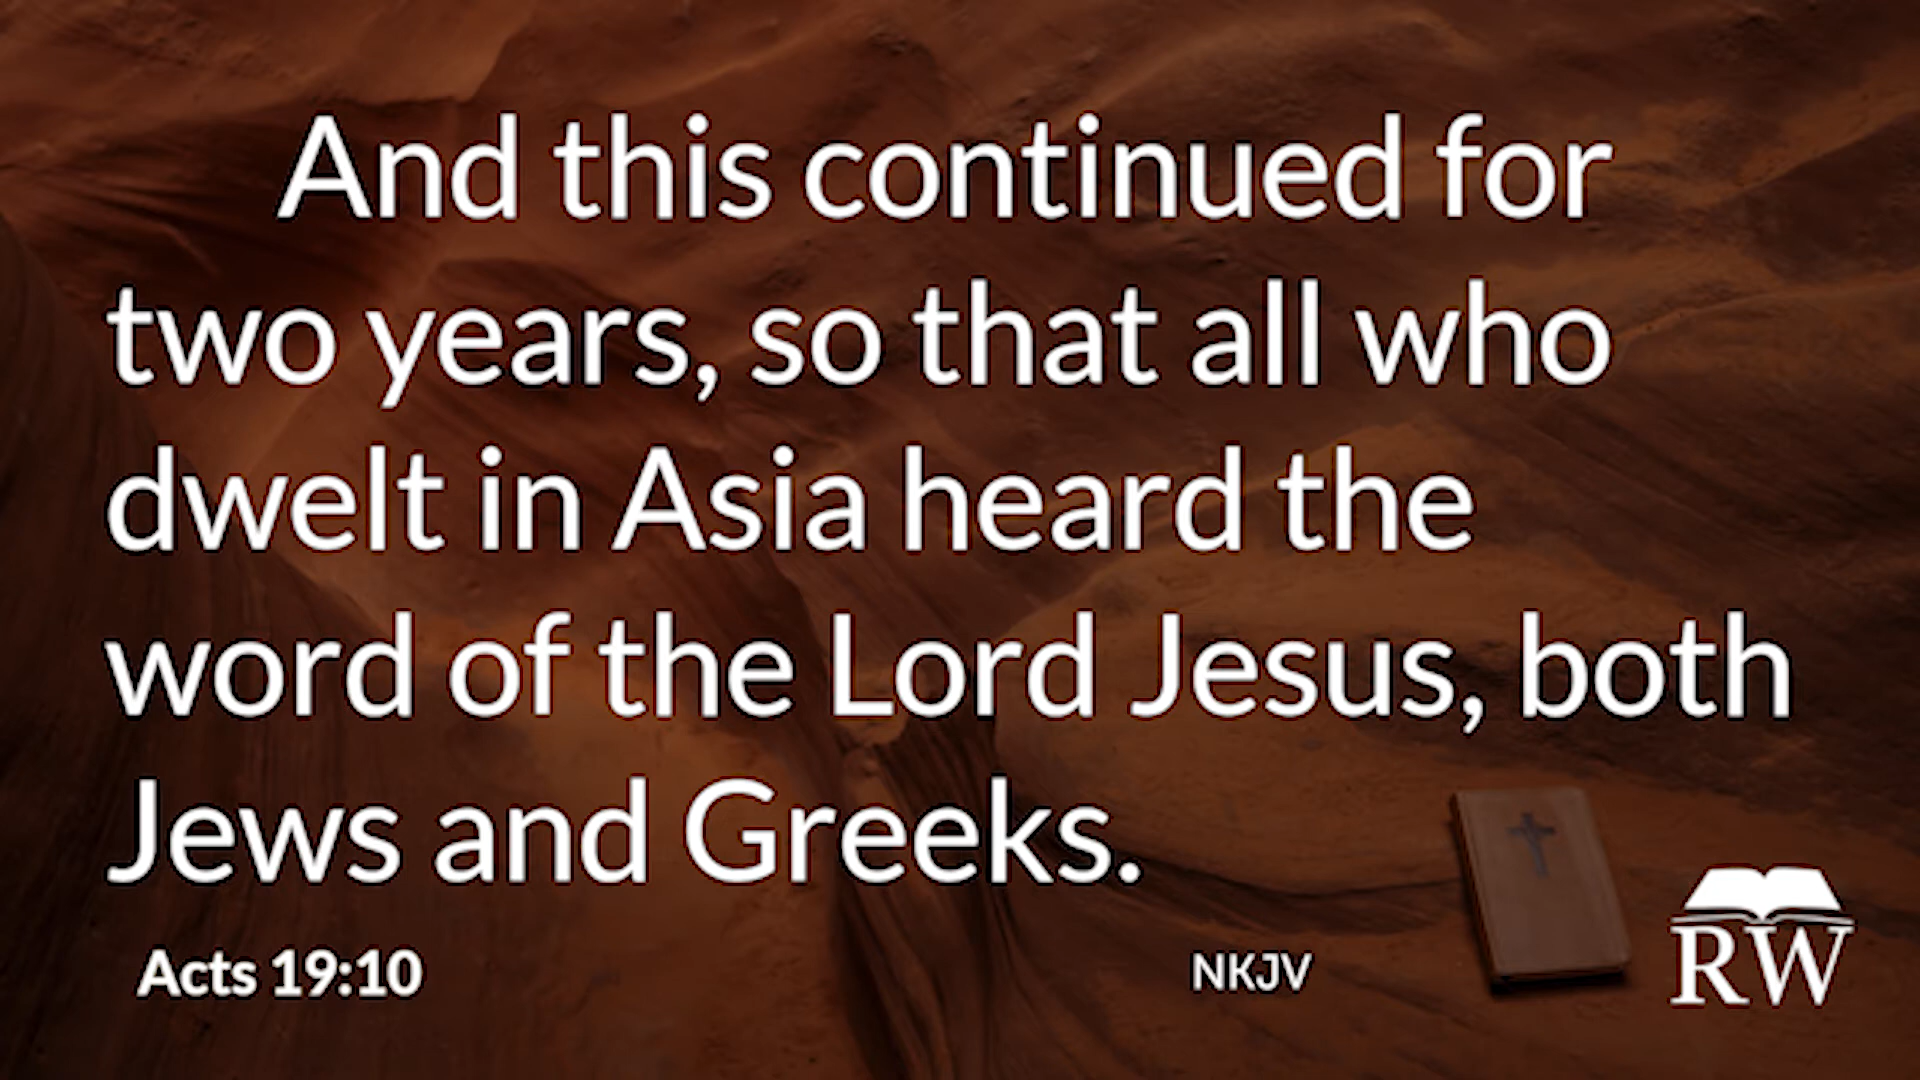 And this continued for
two years, so that all who
dwelt in Asia heard the
word of the Lord Jesus, both
Jews and Greeks.
Acts 19:10
NKJV
RW